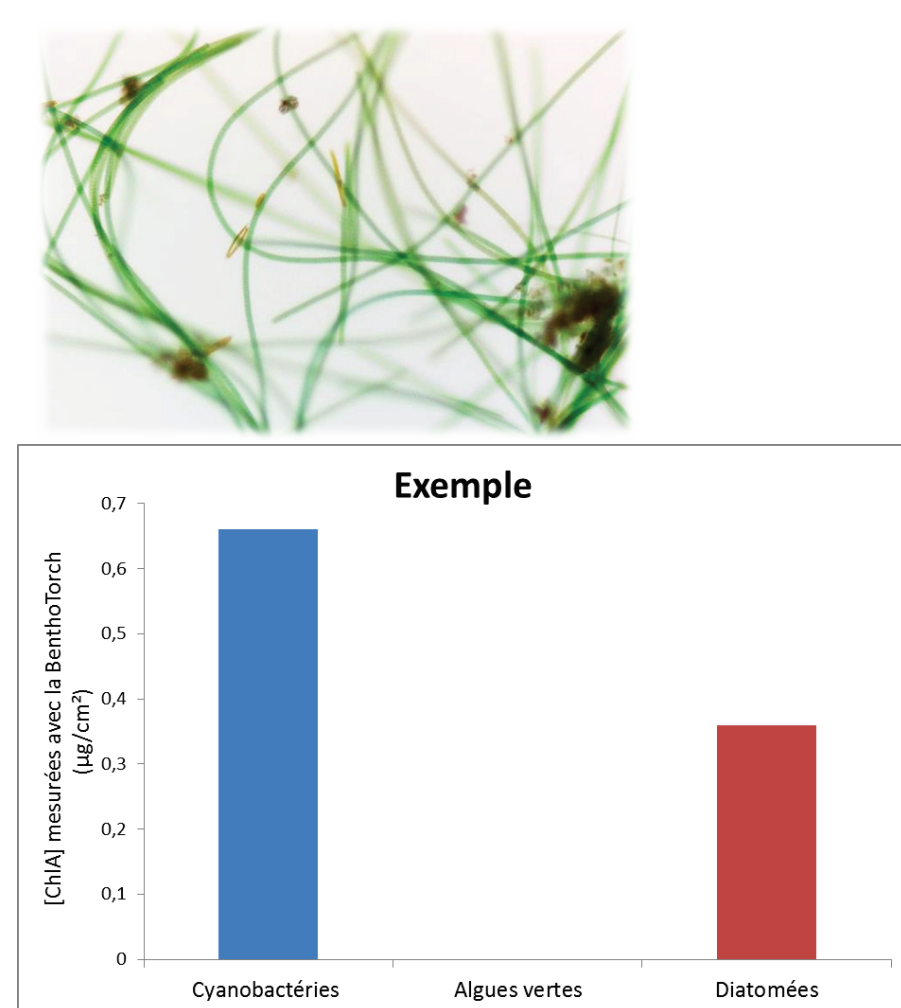 Exemple
[ChlA] mesurées avec la BenthoTorch
(µg/cm²)
0,7
0,6
0,5
0,4
0,3
0,2
0,1
0
Cyanobactéries
Algues vertes
Diatomées